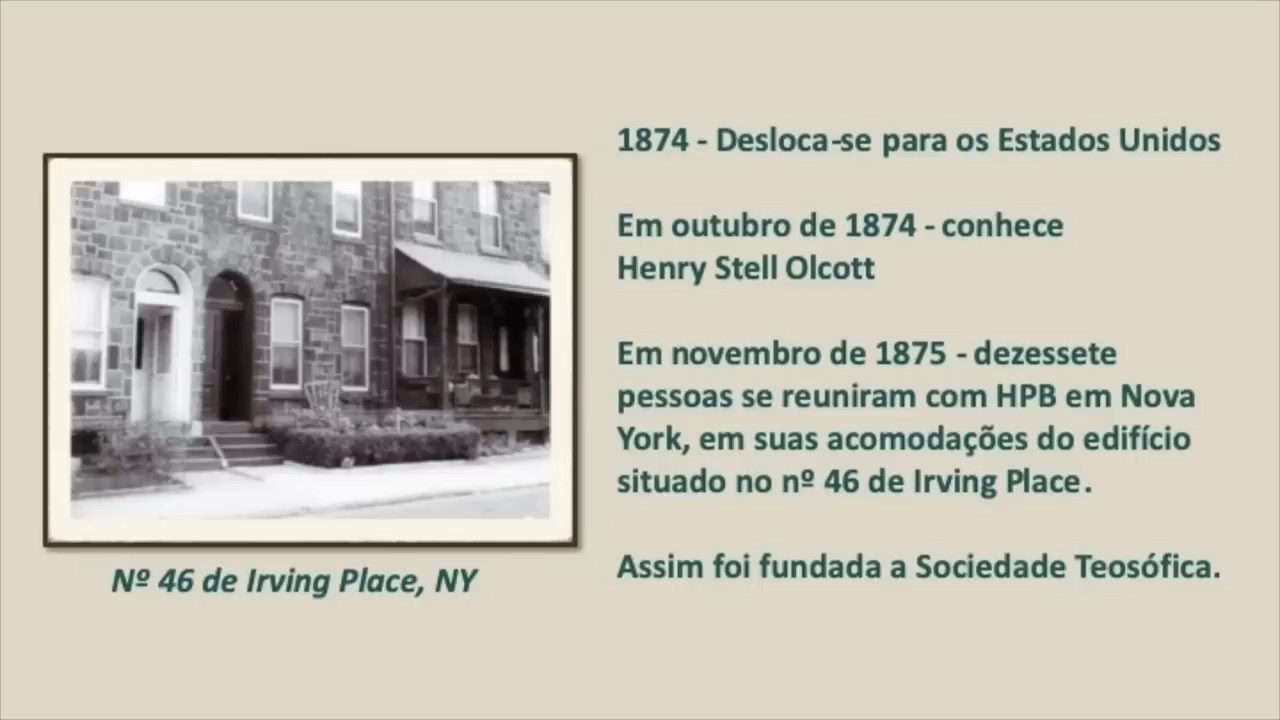 1874 - Desloca-se para os Estados Unidos
Em outubro de 1874 - conhece
Henry Stell Olcott
Em novembro de 1875 - dezessete
pessoas se reuniram com HPB em Nova
York, em suas acomodações do edifício
situado no nº 46 de Irving Place.
Assim foi fundada a Sociedade Teosófica.
Nº 46 de Irving Place, NY